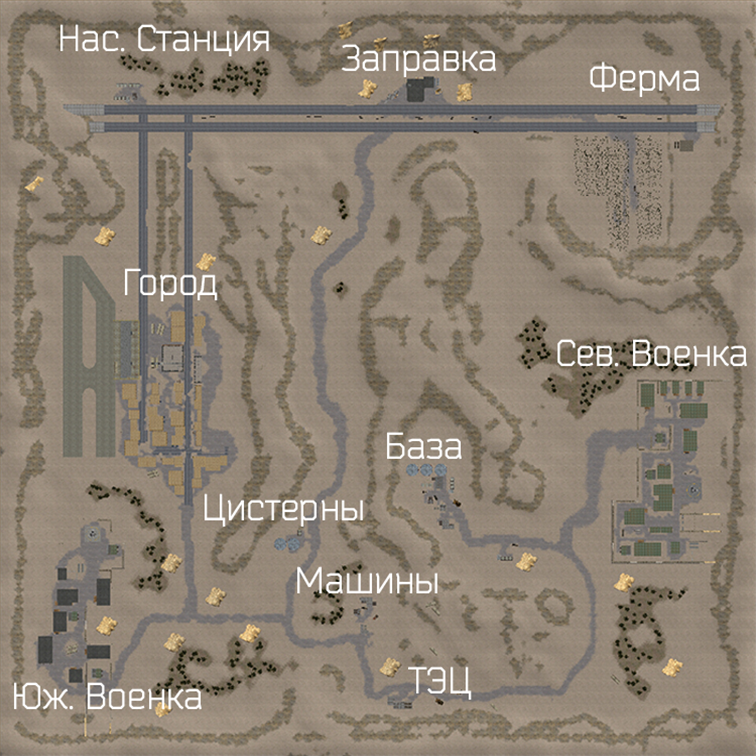 Нас. Станция
Заправка
Ферма
Город
Сев. Военка
База
Цистерны
Машины
ТЭЦ
Юж. Военка